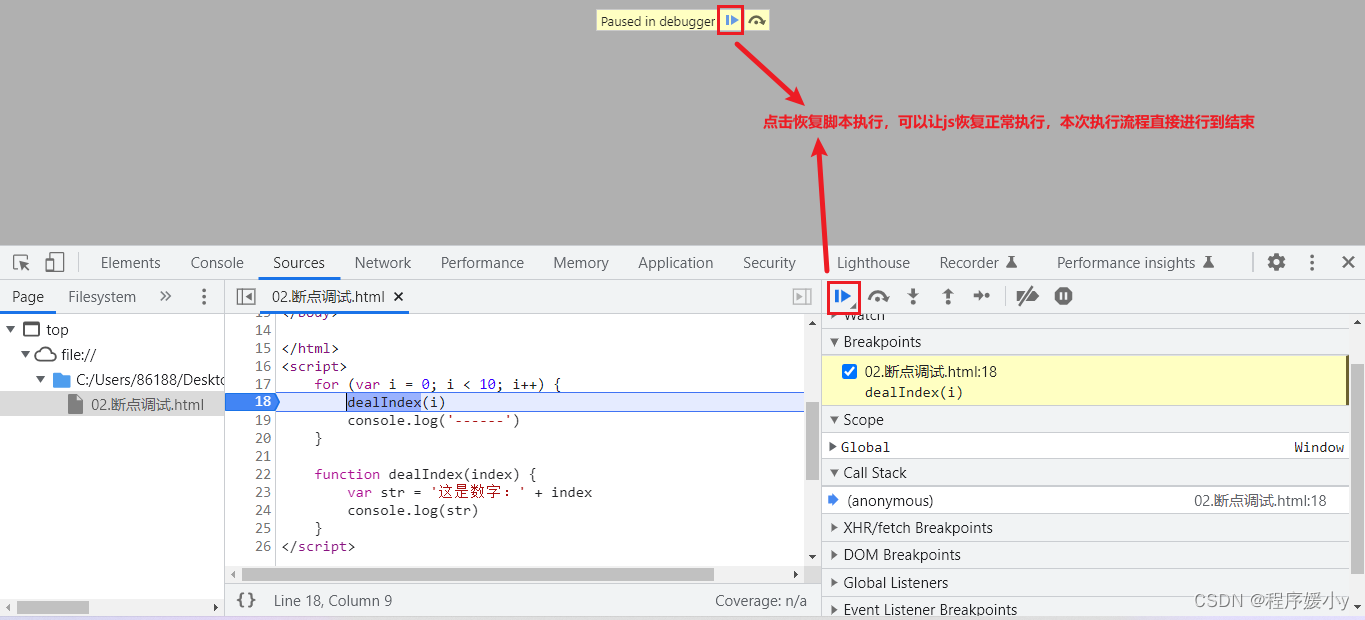 Paused in debugger
点击恢复脚本执行，可以让js恢复正常执行，本次执行流程直接进行到结束
Elements Console Sources Network Performance Memory Application Security Lighthouse Recorder Performance insights
Page Filesystem
02.断点调试.html
top
file://
C:/Users/86188/Deskto
02.断点调试.html
13 </body>
14
15 </html>
16 <script>
17 for (var i = 0; i < 10; i++) {
18 dealIndex(i)
19 console.log('------')
20 }
21
22 function dealIndex(index) {
23 var str = '这是数字：' + index
24 console.log(str)
25 }
26 </script>
{} Line 18, Column 9 Coverage: n/a
Watch
Breakpoints
02.断点调试.html:18
dealIndex(i)
Scope
Global Window
Call Stack
(anonymous) 02.断点调试.html:18
XHR/fetch Breakpoints
DOM Breakpoints
Global Listeners
Event Listener Breakpoints
CSDN @程序媛小y